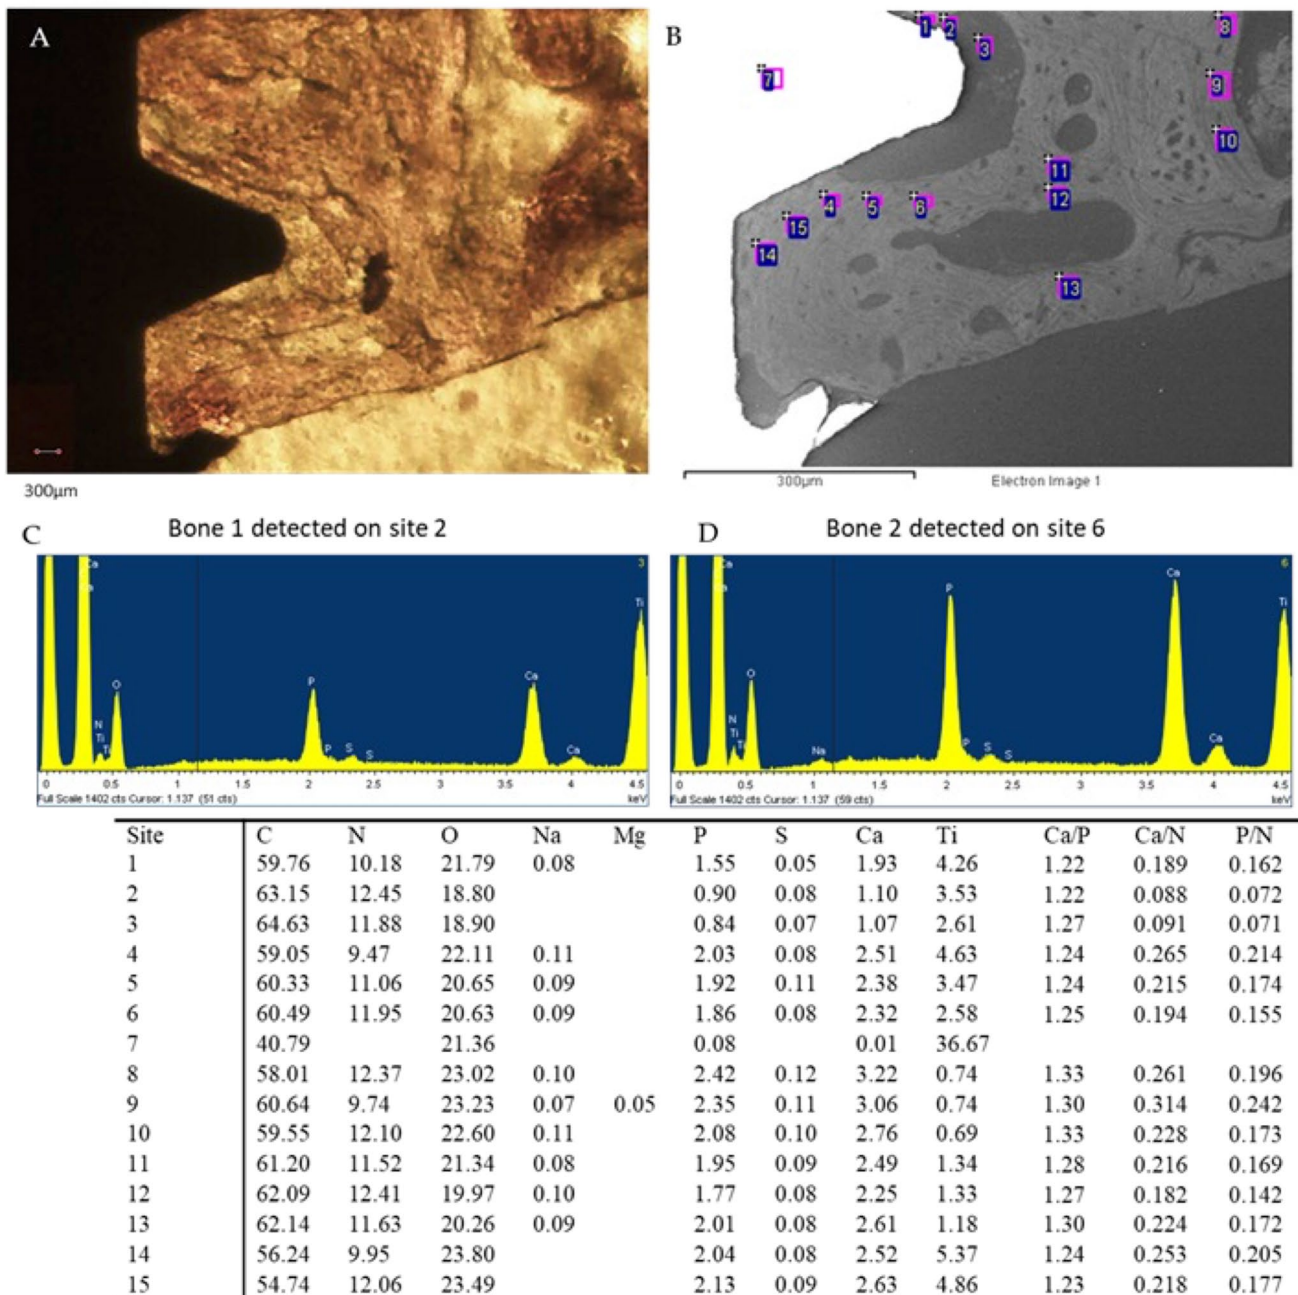 A
300µm
B
1 2 3 8
7 9
10
11
4 5 6 12
15
14
13
300µm Electron Image 1
C Bone 1 detected on site 2
3
Ca
a
Ti
O
P
Ca
N
Ti
Ti
P S S
Ca
0 0.5 1 1.5 2 2.5 3 3.5 4 4.5
Full Scale 1402 cts Cursor: 1.137 (51 cts) keV
D Bone 2 detected on site 6
6
Ca
a
P
Ca
Ti
O
N
Ti
Ti
Na
P S S
Ca
0 0.5 1 1.5 2 2.5 3 3.5 4 4.5
Full Scale 1402 cts Cursor: 1.137 (59 cts) keV
Site C N O Na Mg P S Ca Ti Ca/P Ca/N P/N
1 59.76 10.18 21.79 0.08 1.55 0.05 1.93 4.26 1.22 0.189 0.162
2 63.15 12.45 18.80 0.90 0.08 1.10 3.53 1.22 0.088 0.072
3 64.63 11.88 18.90 0.84 0.07 1.07 2.61 1.27 0.091 0.071
4 59.05 9.47 22.11 0.11 2.03 0.08 2.51 4.63 1.24 0.265 0.214
5 60.33 11.06 20.65 0.09 1.92 0.11 2.38 3.47 1.24 0.215 0.174
6 60.49 11.95 20.63 0.09 1.86 0.08 2.32 2.58 1.25 0.194 0.155
7 40.79 21.36 0.08 0.01 36.67
8 58.01 12.37 23.02 0.10 2.42 0.12 3.22 0.74 1.33 0.261 0.196
9 60.64 9.74 23.23 0.07 0.05 2.35 0.11 3.06 0.74 1.30 0.314 0.242
10 59.55 12.10 22.60 0.11 2.08 0.10 2.76 0.69 1.33 0.228 0.173
11 61.20 11.52 21.34 0.08 1.95 0.09 2.49 1.34 1.28 0.216 0.169
12 62.09 12.41 19.97 0.10 1.77 0.08 2.25 1.33 1.27 0.182 0.142
13 62.14 11.63 20.26 0.09 2.01 0.08 2.61 1.18 1.30 0.224 0.172
14 56.24 9.95 23.80 2.04 0.08 2.52 5.37 1.24 0.253 0.205
15 54.74 12.06 23.49 2.13 0.09 2.63 4.86 1.23 0.218 0.177